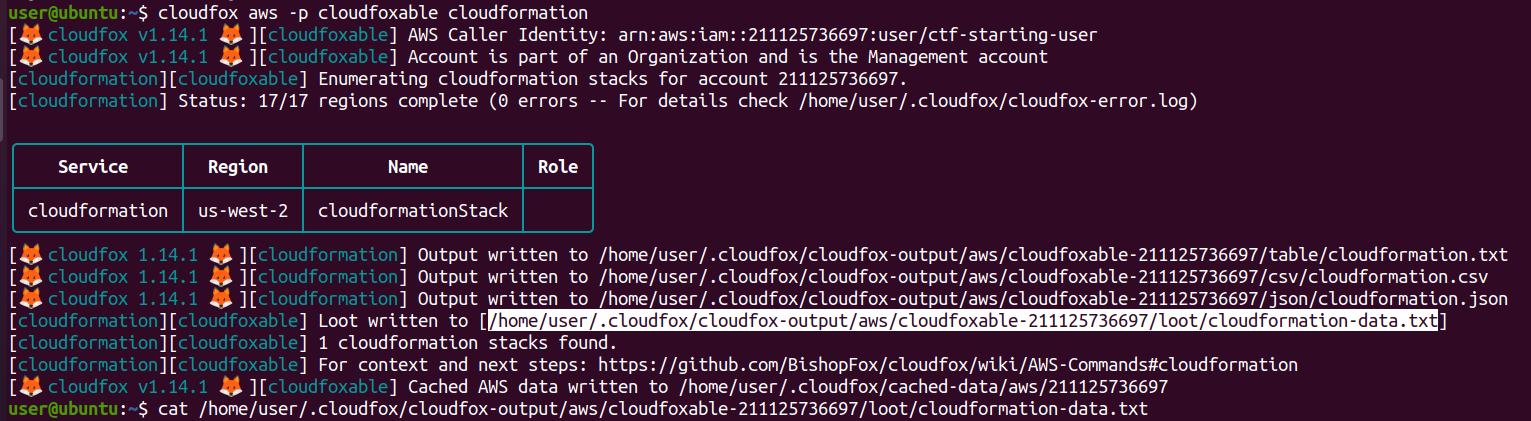 user@ubuntu:~$ cloudfox aws -p cloudfoxable cloudformation
[🦊 cloudfox v1.14.1 🦊 ][cloudfoxable] AWS Caller Identity: arn:aws:iam::211125736697:user/ctf-starting-user
[🦊 cloudfox v1.14.1 🦊 ][cloudfoxable] Account is part of an Organization and is the Management account
[cloudformation][cloudfoxable] Enumerating cloudformation stacks for account 211125736697.
[cloudformation] Status: 17/17 regions complete (0 errors -- For details check /home/user/.cloudfox/cloudfox-error.log)
Service Region Name Role
cloudformation us-west-2 cloudformationStack
[🦊 cloudfox 1.14.1 🦊 ][cloudformation] Output written to /home/user/.cloudfox/cloudfox-output/aws/cloudfoxable-211125736697/table/cloudformation.txt
[🦊 cloudfox 1.14.1 🦊 ][cloudformation] Output written to /home/user/.cloudfox/cloudfox-output/aws/cloudfoxable-211125736697/csv/cloudformation.csv
[🦊 cloudfox 1.14.1 🦊 ][cloudformation] Output written to /home/user/.cloudfox/cloudfox-output/aws/cloudfoxable-211125736697/json/cloudformation.json
[cloudformation][cloudfoxable] Loot written to [/home/user/.cloudfox/cloudfox-output/aws/cloudfoxable-211125736697/loot/cloudformation-data.txt]
[cloudformation][cloudfoxable] 1 cloudformation stacks found.
[cloudformation][cloudfoxable] For context and next steps: https://github.com/BishopFox/cloudfox/wiki/AWS-Commands#cloudformation
[🦊 cloudfox v1.14.1 🦊 ][cloudfoxable] Cached AWS data written to /home/user/.cloudfox/cached-data/aws/211125736697
user@ubuntu:~$ cat /home/user/.cloudfox/cloudfox-output/aws/cloudfoxable-211125736697/loot/cloudformation-data.txt